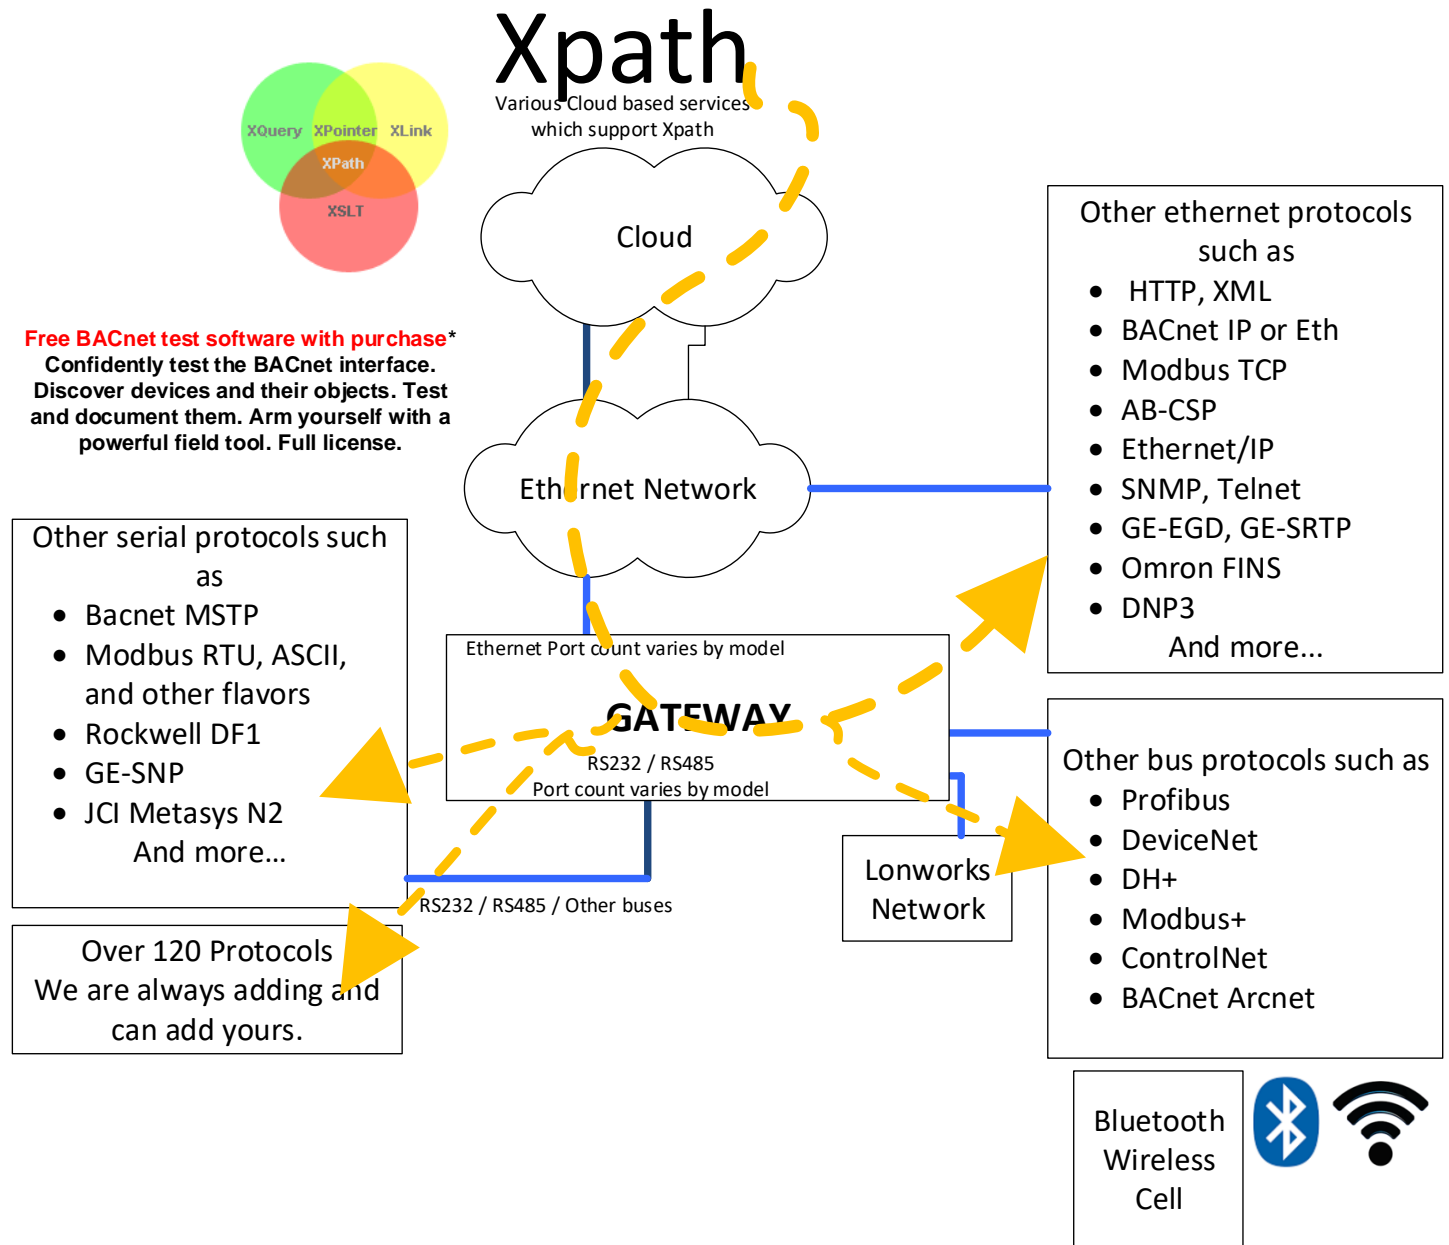 Xpath
Various Cloud based services
which support Xpath
XQuery
XPointer
XLink
XPath
XSLT
Cloud
Free BACnet test software with purchase*
Confidently test the BACnet interface.
Discover devices and their objects. Test
and document them. Arm yourself with a
powerful field tool. Full license.
Ethernet Network
Other ethernet protocols
such as
• HTTP, XML
• BACnet IP or Eth
• Modbus TCP
• AB-CSP
• Ethernet/IP
• SNMP, Telnet
• GE-EGD, GE-SRTP
• Omron FINS
• DNP3
And more...
Other serial protocols such
as
• Bacnet MSTP
• Modbus RTU, ASCII,
and other flavors
• Rockwell DF1
• GE-SNP
• JCI Metasys N2
And more...
Ethernet Port count varies by model
GATEWAY
RS232 / RS485
Port count varies by model
RS232 / RS485 / Other buses
Lonworks
Network
Other bus protocols such as
• Profibus
• DeviceNet
• DH+
• Modbus+
• ControlNet
• BACnet Arcnet
Over 120 Protocols
We are always adding and
can add yours.
Bluetooth
Wireless
Cell